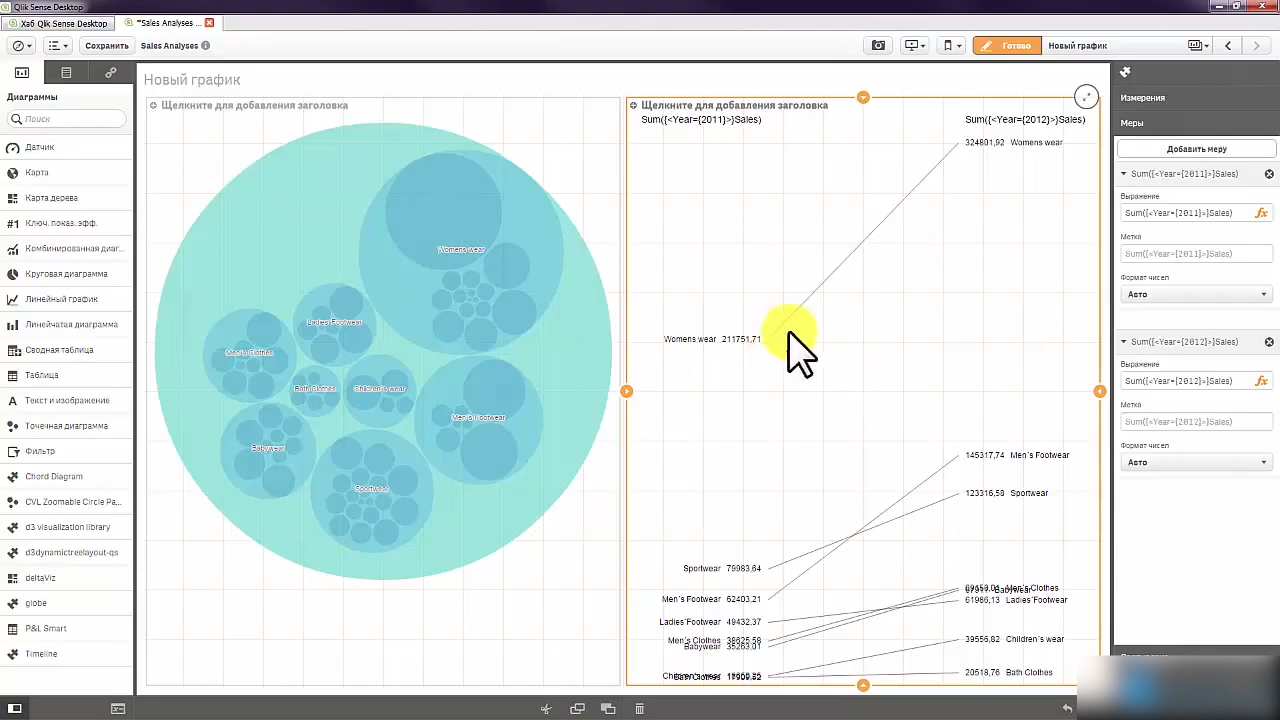 Qlik Sense Desktop
Хаб Qlik Sense Desktop
*Sales Analyses ...
Сохранить
Sales Analyses
Готово
Новый график
Диаграммы
Поиск
Датчик
Карта
Карта дерева
#1 Ключ. показ. эфф.
Комбинированная диаг...
Круговая диаграмма
Линейный график
Линейчатая диаграмма
Сводная таблица
Таблица
A Текст и изображение
Точечная диаграмма
Фильтр
Chord Diagram
CVL Zoomable Circle Pa...
d3 visualization library
d3dynamictreelayout-qs
deltaViz
globe
P&L Smart
Timeline
Новый график
Щелкните для добавления заголовка
Womens wear
Ladies Footwear
Men´s Clothes
Bath Clothes
Children´s wear
Men´s Footwear
Babywear
Sportwear
Щелкните для добавления заголовка
Sum({<Year={2011}>}Sales)
Sum({<Year={2012}>}Sales)
324801,92 Womens wear
Womens wear 211751,71
145317,74 Men´s Footwear
123316,58 Sportwear
Sportwear 79983,64
Men´s Clothes
Babywear
Men´s Footwear 62403,21
61986,13 Ladies´Footwear
Ladies´Footwear 49432,37
Men´s Clothes 38625,58
Babywear 35263,01
39556,82 Children´s wear
20518,76 Bath Clothes
Измерения
Меры
Добавить меру
Sum({<Year={2011}>}Sales)
Выражение
Sum({<Year={2011}>}Sales)
Метка
Sum({<Year={2011}>}Sales)
Формат чисел
Авто
Sum({<Year={2012}>}Sales)
Выражение
Sum({<Year={2012}>}Sales)
Метка
Sum({<Year={2012}>}Sales)
Формат чисел
Авто